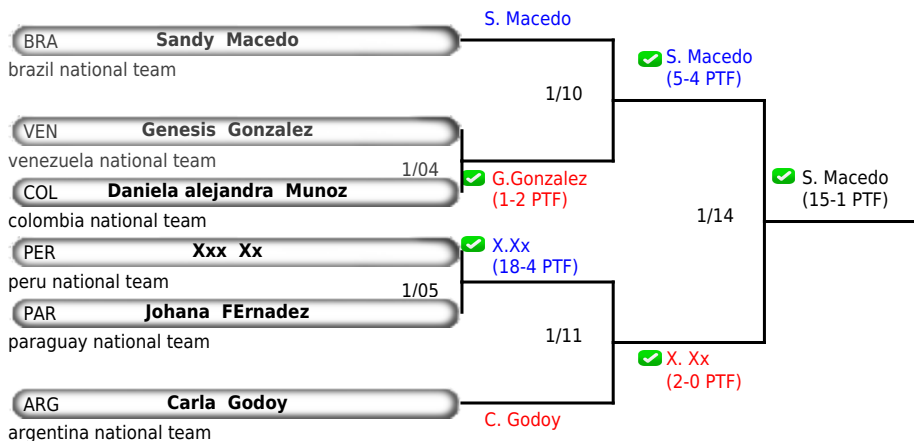 S. Macedo
BRA Sandy Macedo
brazil national team
S. Macedo
(5-4 PTF)
1/10
VEN Genesis Gonzalez
venezuela national team
1/04
COL Daniela alejandra Munoz
G.Gonzalez
(1-2 PTF)
S. Macedo
(15-1 PTF)
colombia national team
1/14
PER Xxx Xx
X.Xx
(18-4 PTF)
peru national team
1/05
PAR Johana FErnadez
paraguay national team
1/11
X. Xx
(2-0 PTF)
ARG Carla Godoy
C. Godoy
argentina national team